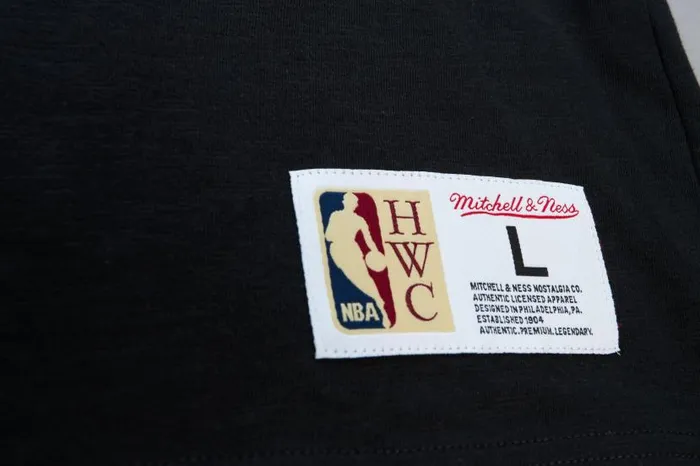 NBA
H
W
C
Mitchell & Ness
L
MITCHELL & NESS NOSTALGIA CO.
AUTHENTIC LICENSED APPAREL
DESIGNED IN PHILADELPHIA, PA.
ESTABLISHED 1904
AUTHENTIC. PREMIUM. LEGENDARY.